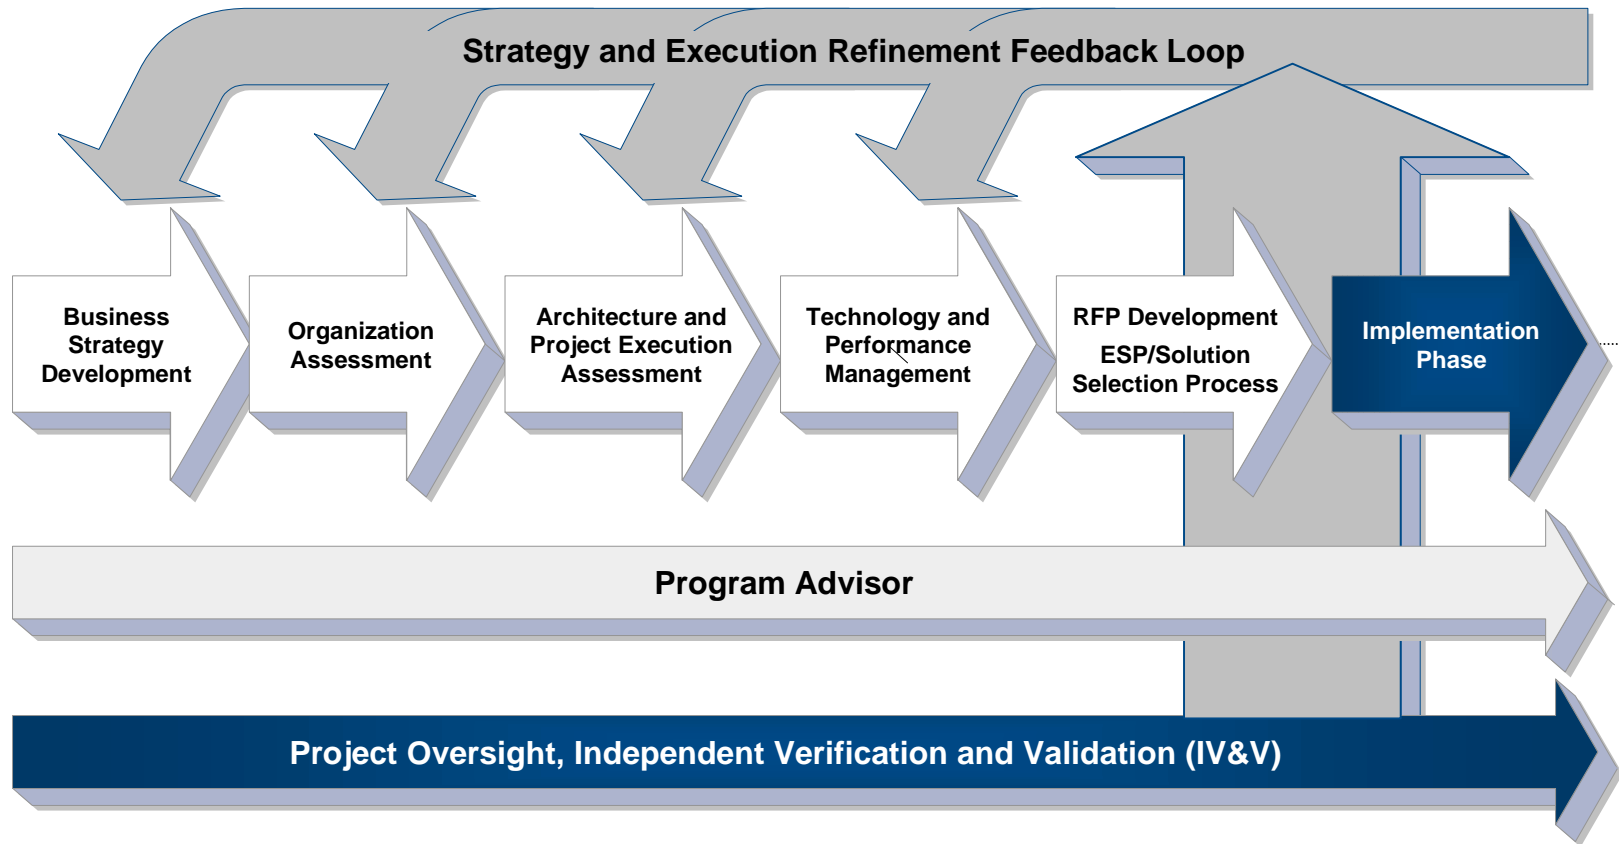 Strategy and Execution Refinement Feedback Loop
Business
Strategy
Development
Organization
Assessment
Architecture and
Project Execution
Assessment
Technology and
Performance
Management
RFP Development
ESP/Solution
Selection Process
Implementation
Phase
Program Advisor
Project Oversight, Independent Verification and Validation (IV&V)